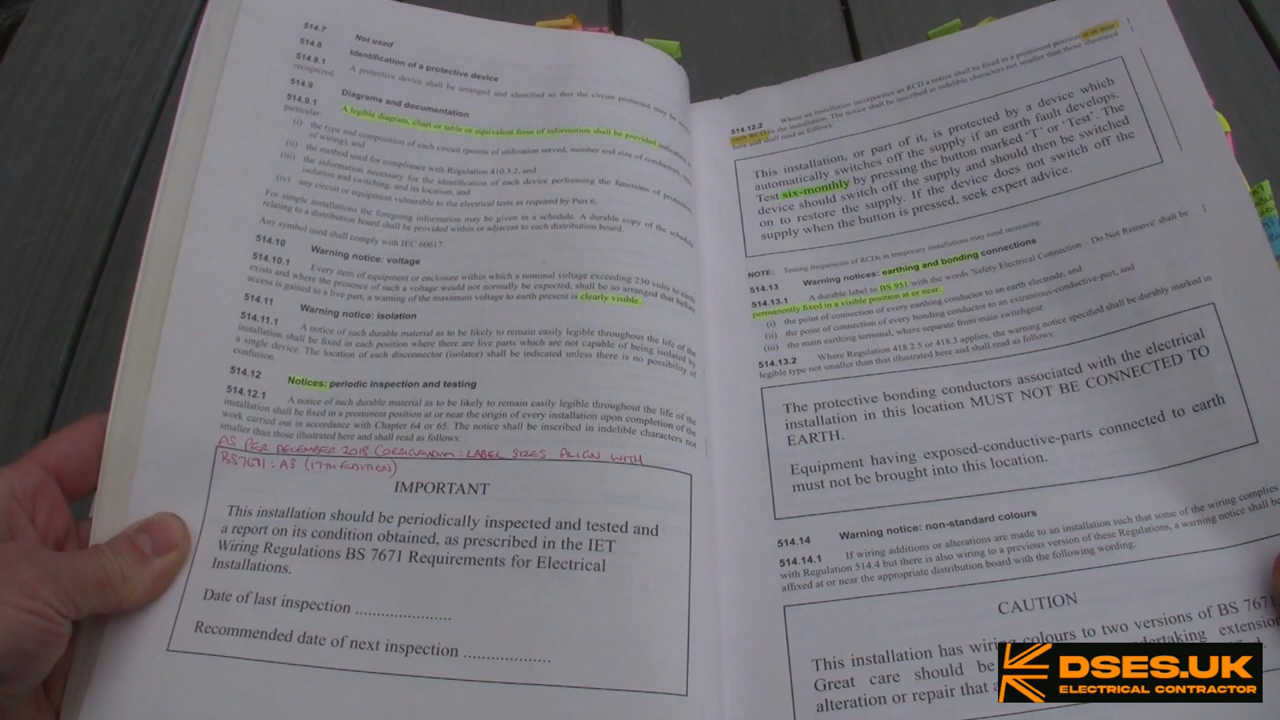 514.7 Not used
514.8 Identification of a protective device
514.8.1 A protective device shall be arranged and identified so that the circuit protected may be
recognized
514.9 Diagrams and documentation
514.9.1 A legible diagram, chart or table or equivalent form of information shall be provided
particular:
(i) the type and composition of each circuit (points of utilization served, number and size of conductors,
of wiring), and
(ii) the method used for compliance with Regulation 410.3.2, and
(iii) the information necessary for the identification of each device performing the functions of protection,
isolation and switching, and its location, and
(iv) any circuit or equipment vulnerable to the electrical tests as required by Part 6.
For simple installations the foregoing information may be given in a schedule. A durable copy of the schedule
relating to a distribution board shall be provided within or adjacent to each distribution board.
Any symbol used shall comply with IEC 60617.
514.10 Warning notice: voltage
514.10.1 Every item of equipment or enclosure within which a nominal voltage exceeding 230 volts to earth
exists and where the presence of such a voltage would not normally be expected, shall be so arranged that before
access is gained to a live part, a warning of the maximum voltage to earth present is clearly visible.
514.11 Warning notice: isolation
514.11.1 A notice of such durable material as to be likely to remain easily legible throughout the life of the
installation shall be fixed in each position where there are live parts which are not capable of being isolated by
a single device. The location of each disconnector (isolator) shall be indicated unless there is no possibility of
confusion.
514.12 Notices: periodic inspection and testing
514.12.1 A notice of such durable material as to be likely to remain easily legible throughout the life of the
installation shall be fixed in a prominent position at or near the origin of every installation upon completion of the
work carried out in accordance with Chapter 64 or 65. The notice shall be inscribed in indelible characters not
smaller than those illustrated here and shall read as follows:
AS PER DECEMBER 2018 CORRIGENDUM: LABEL SIZES ALIGN WITH
BS7671: A3 (17TH EDITION)
IMPORTANT
This installation should be periodically inspected and tested and
a report on its condition obtained, as prescribed in the IET
Wiring Regulations BS 7671 Requirements for Electrical
Installations.
Date of last inspection ....................
Recommended date of next inspection ..................
514.12.2 Where an installation incorporates an RCD a notice shall be fixed in a prominent position at or near
each RCD in the installation. The notice shall be inscribed in indelible characters not smaller than those illustrated
here and shall read as follows:
This installation, or part of it, is protected by a device which
automatically switches off the supply if an earth fault develops.
Test six-monthly by pressing the button marked 'T' or 'Test'. The
device should switch off the supply and should then be switched
on to restore the supply. If the device does not switch off the
supply when the button is pressed, seek expert advice.
NOTE: Testing frequencies of RCDs in temporary installations may need increasing.
514.13 Warning notices: earthing and bonding connections
514.13.1 A durable label to BS 951 with the words 'Safety Electrical Connection – Do Not Remove' shall be
permanently fixed in a visible position at or near:
(i) the point of connection of every earthing conductor to an earth electrode, and
(ii) the point of connection of every bonding conductor to an extraneous-conductive-part, and
(iii) the main earthing terminal, where separate from main switchgear.
514.13.2 Where Regulation 418.2.5 or 418.3 applies, the warning notice specified shall be durably marked in
legible type not smaller than that illustrated here and shall read as follows:
The protective bonding conductors associated with the electrical
installation in this location MUST NOT BE CONNECTED TO
EARTH.
Equipment having exposed-conductive-parts connected to earth
must not be brought into this location.
514.14 Warning notice: non-standard colours
514.14.1 If wiring additions or alterations are made to an installation such that some of the wiring complies
with Regulation 514.4 but there is also wiring to a previous version of these Regulations, a warning notice shall be
affixed at or near the appropriate distribution board with the following wording:
CAUTION
This installation has wiring colours to two versions of BS 7671.
Great care should be undertaking extension
alteration or repair that
DSES.UK
ELECTRICAL CONTRACTOR